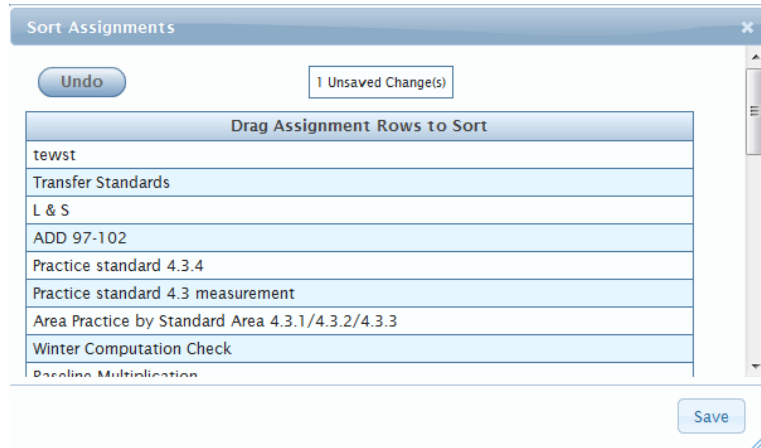 Sort Assignments
Undo
1 Unsaved Change(s)
Drag Assignment Rows to Sort
tewst
Transfer Standards
L & S
ADD 97-102
Practice standard 4.3.4
Practice standard 4.3 measurement
Area Practice by Standard Area 4.3.1/4.3.2/4.3.3
Winter Computation Check
Baseline Multiplication
Save